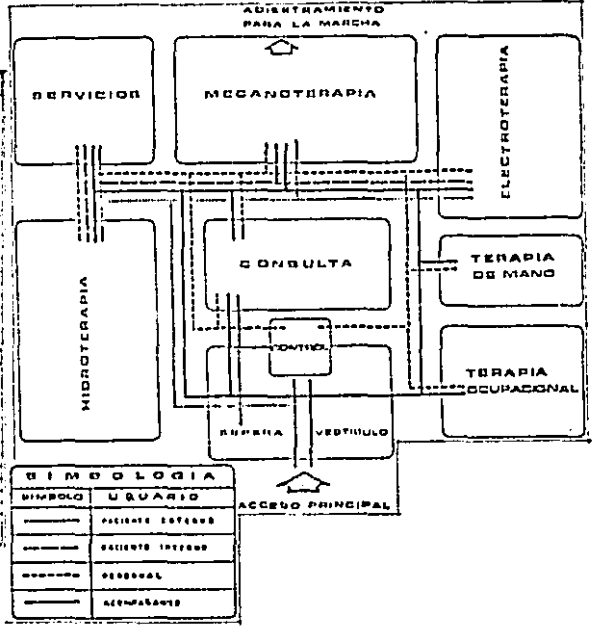 ADIESTRAMIENTO
PARA LA MARCHA
SERVICIOS
MECANOTERAPIA
ELECTROTERAPIA
CONSULTA
TERAPIA
DE MANO
HIDROTERAPIA
CONTROL
TERAPIA
OCUPACIONAL
ESPERA
VESTIBULO
ACCESO PRINCIPAL
SIMBOLOGIA
SIMBOLO
USUARIO
PACIENTE EXTERNO
PACIENTE INTERNO
PERSONAL
ACOMPAÑANTE